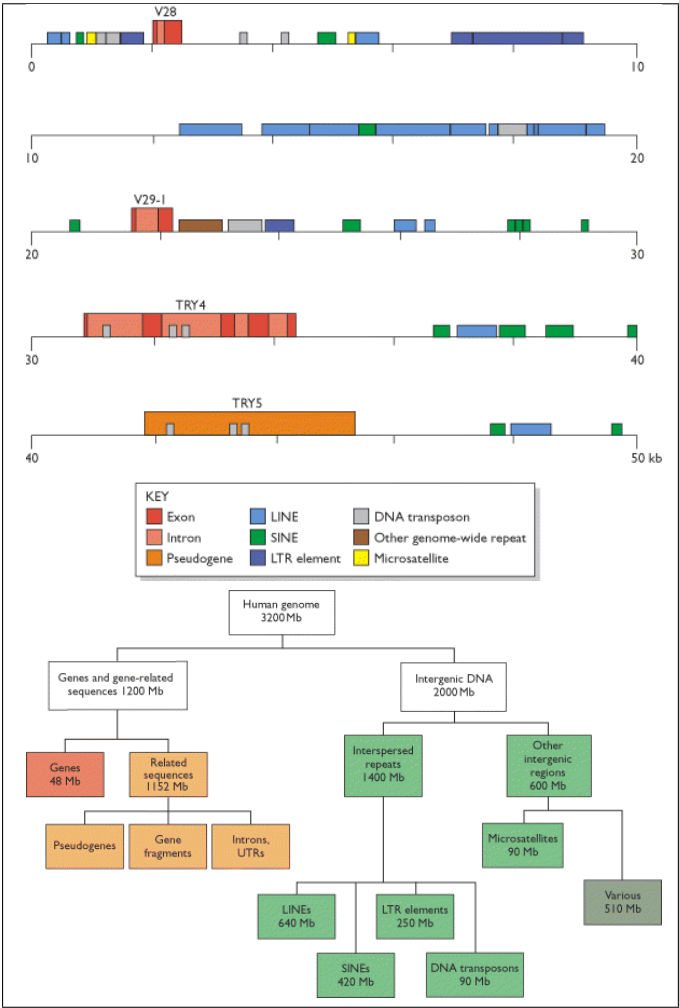 V28
0
10
10
20
V29-1
20
30
TRY4
30
40
TRY5
40
50 kb
KEY
Exon
LINE
DNA transposon
Intron
SINE
Other genome-wide repeat
Pseudogene
LTR element
Microsatellite
Human genome
3200 Mb
Genes and gene-related
sequences 1200 Mb
Intergenic DNA
2000 Mb
Genes
48 Mb
Related
sequences
1152 Mb
Interspersed
repeats
1400 Mb
Other
intergenic
regions
600 Mb
Pseudogenes
Gene
fragments
Introns,
UTRs
Microsatellites
90 Mb
Various
510 Mb
LINEs
640 Mb
LTR elements
250 Mb
SINEs
420 Mb
DNA transposons
90 Mb